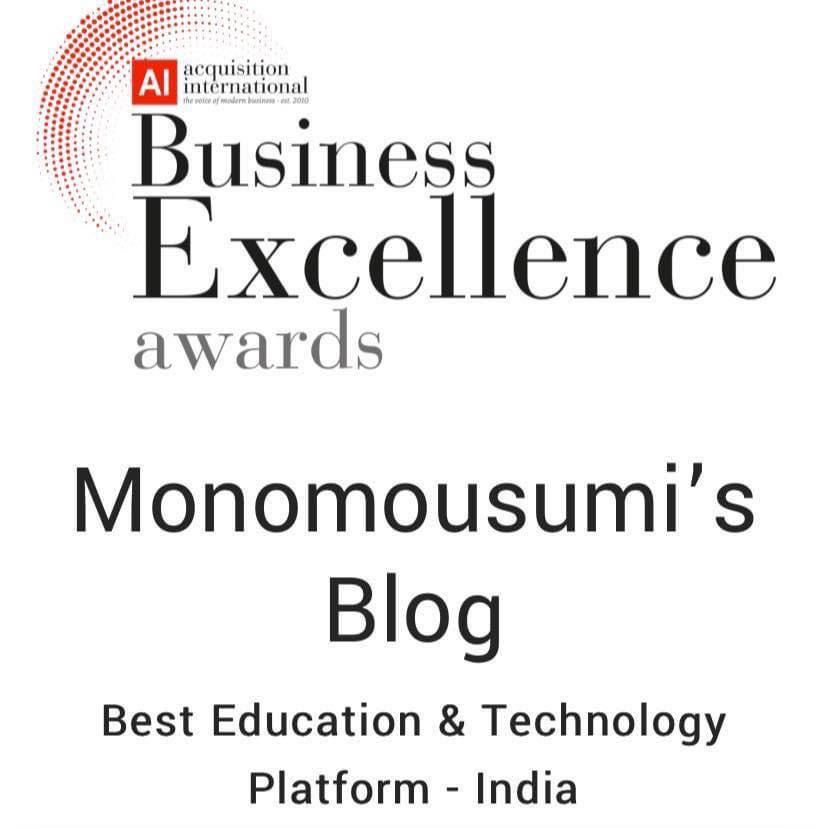 AI acquisition
international
the voice of modern business - est. 2010
Business
Excellence
awards
Monomousumi’s
Blog
Best Education & Technology
Platform - India